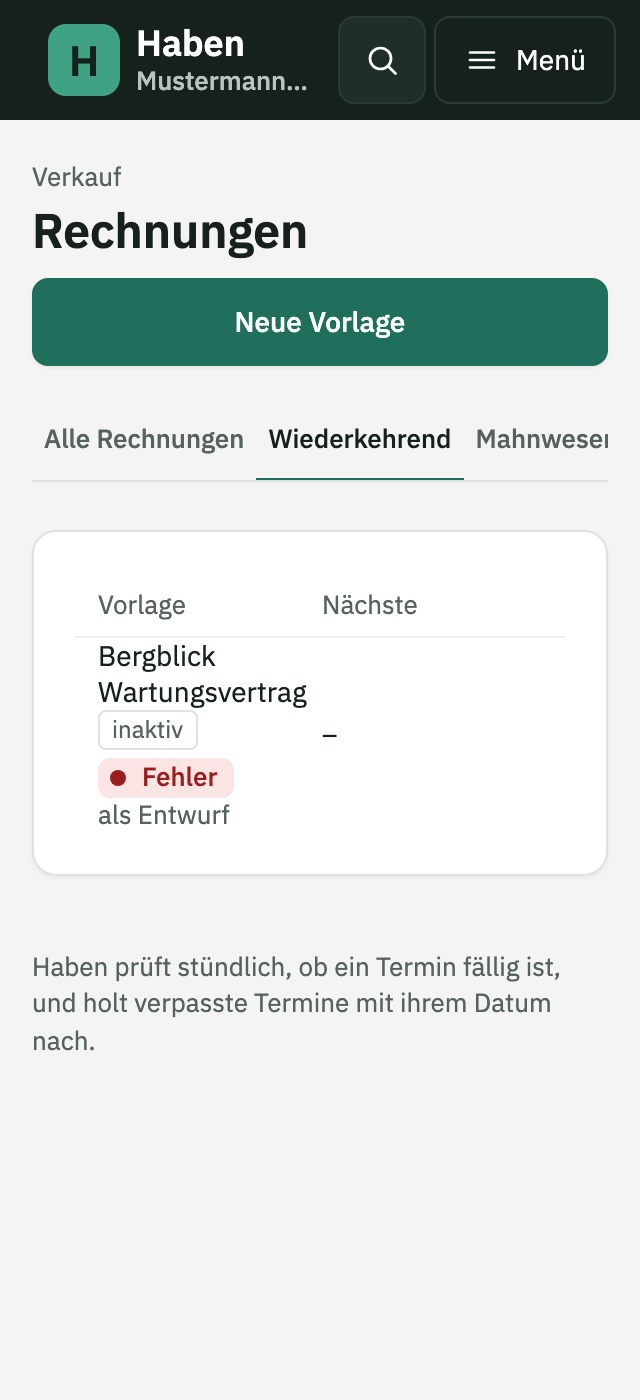 H
Haben
Mustermann...
Menü
Verkauf
Rechnungen
Neue Vorlage
Alle Rechnungen Wiederkehrend Mahnwesen
Vorlage Nächste
Bergblick
Wartungsvertrag
inaktiv
–
Fehler
als Entwurf
Haben prüft stündlich, ob ein Termin fällig ist,
und holt verpasste Termine mit ihrem Datum
nach.